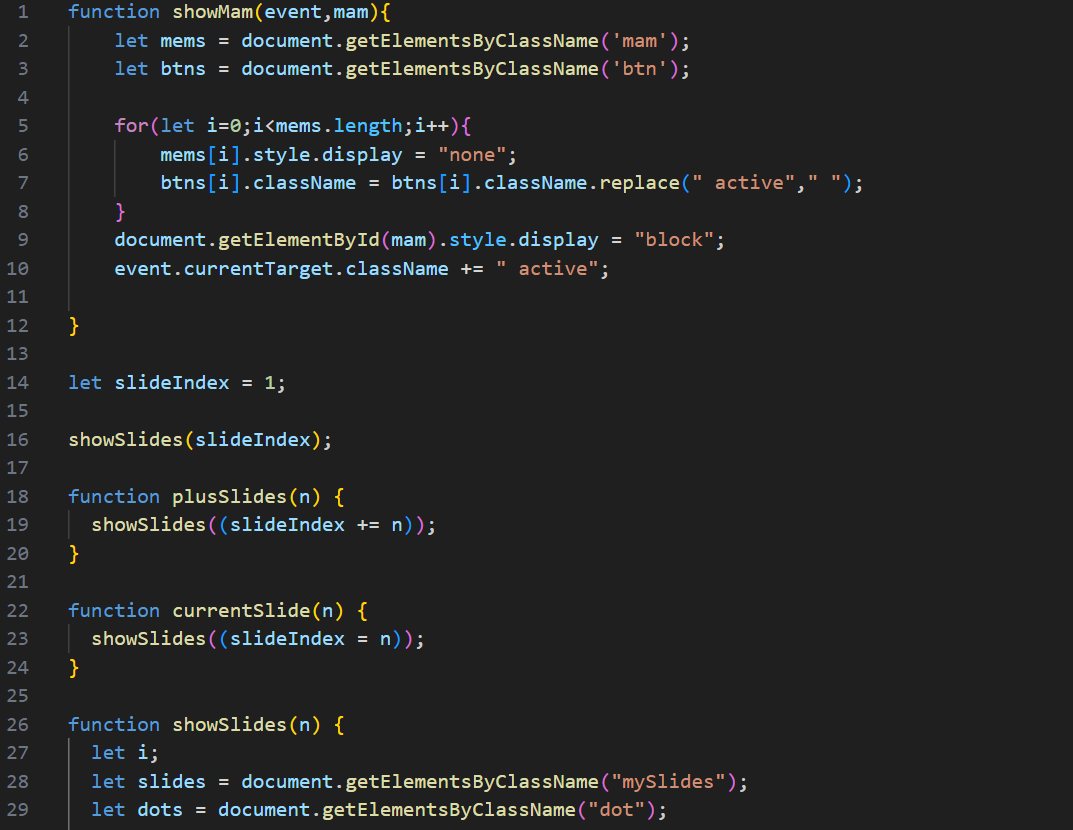 1 function showMam(event,mam){
2 let mems = document.getElementsByClassName('mam');
3 let btns = document.getElementsByClassName('btn');
4
5 for(let i=0;i<mems.length;i++){
6 mems[i].style.display = "none";
7 btns[i].className = btns[i].className.replace(" active"," ");
8 }
9 document.getElementById(mam).style.display = "block";
10 event.currentTarget.className += " active";
11
12 }
13
14 let slideIndex = 1;
15
16 showSlides(slideIndex);
17
18 function plusSlides(n) {
19 showSlides((slideIndex += n));
20 }
21
22 function currentSlide(n) {
23 showSlides((slideIndex = n));
24 }
25
26 function showSlides(n) {
27 let i;
28 let slides = document.getElementsByClassName("mySlides");
29 let dots = document.getElementsByClassName("dot");